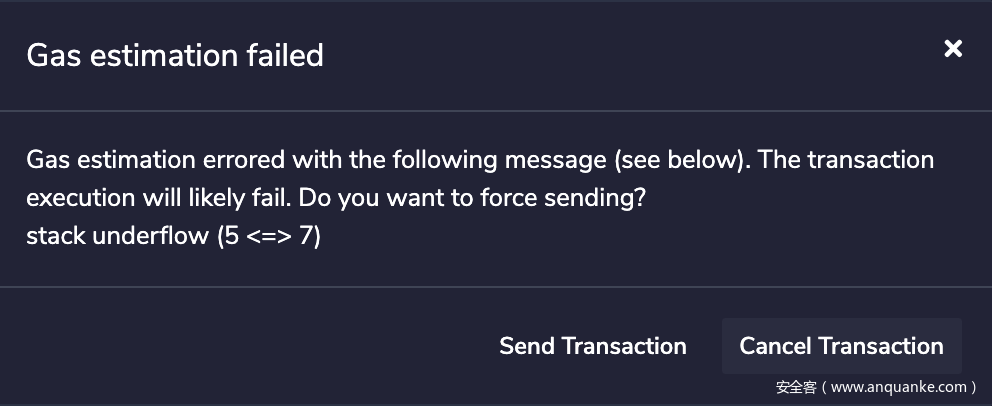 Gas estimation failed
Gas estimation errored with the following message (see below). The transaction
execution will likely fail. Do you want to force sending?
stack underflow (5 <=> 7)
Send Transaction
Cancel Transaction
安全客（www.anquanke.com）